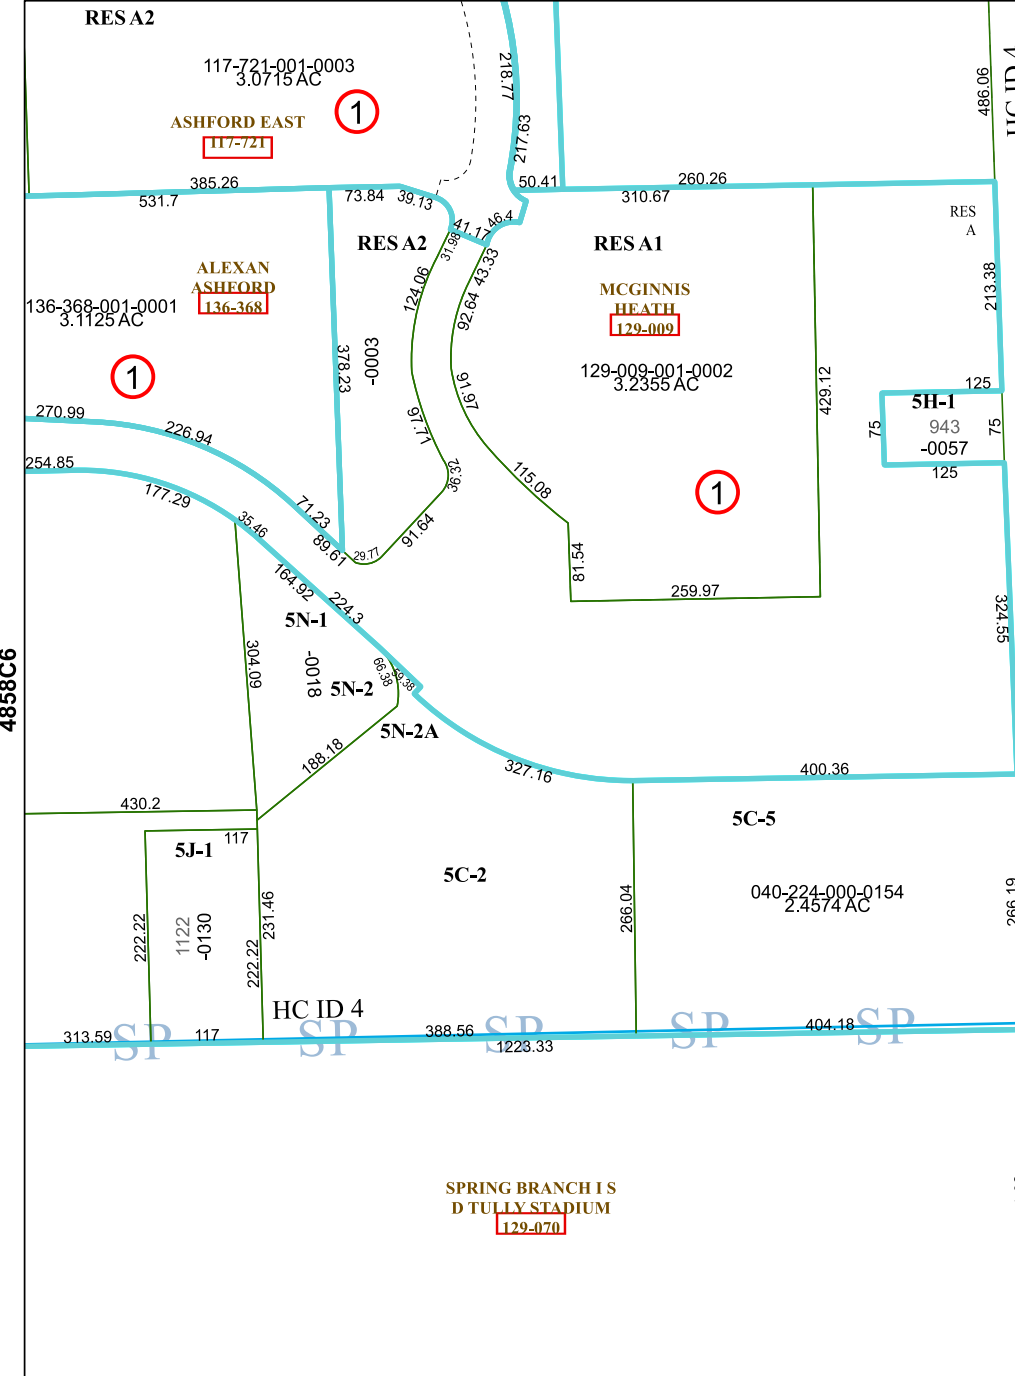 RES A2
117-721-001-0003
3.0715 AC
1
ASHFORD EAST
117-721
218.77
217.63
486.06
HC ID 4
385.26
531.7
73.84
39.13
50.41
260.26
310.67
41.17
46.4
31.98
43.33
RES A2
RES A1
RES
A
ALEXAN
ASHFORD
136-368
136-368-001-0001
3.1125 AC
1
124.06
92.64
MCGINNIS
HEATH
129-009
129-009-001-0002
3.2355 AC
213.38
378.23
-0003
91.97
429.12
125
5H-1
943
-0057
75
75
125
270.99
226.94
254.85
177.29
97.71
36.32
115.08
1
35.46
71.23
89.61
29.77
91.64
81.54
259.97
164.92
224.3
324.55
5N-1
304.09
-0018
5N-2
66.38
59.38
5N-2A
4858C6
188.18
327.16
400.36
430.2
117
5J-1
5C-2
5C-5
040-224-000-0154
2.4574 AC
222.22
1122
-0130
231.46
222.22
266.04
266.19
HC ID 4
313.59
SP
117
SP
388.56
SP
1223.33
SP
404.18
SP
SPRING BRANCH I S
D TULLY STADIUM
129-070